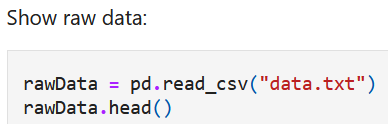 Show raw data:
rawData = pd.read_csv("data.txt")
rawData.head()